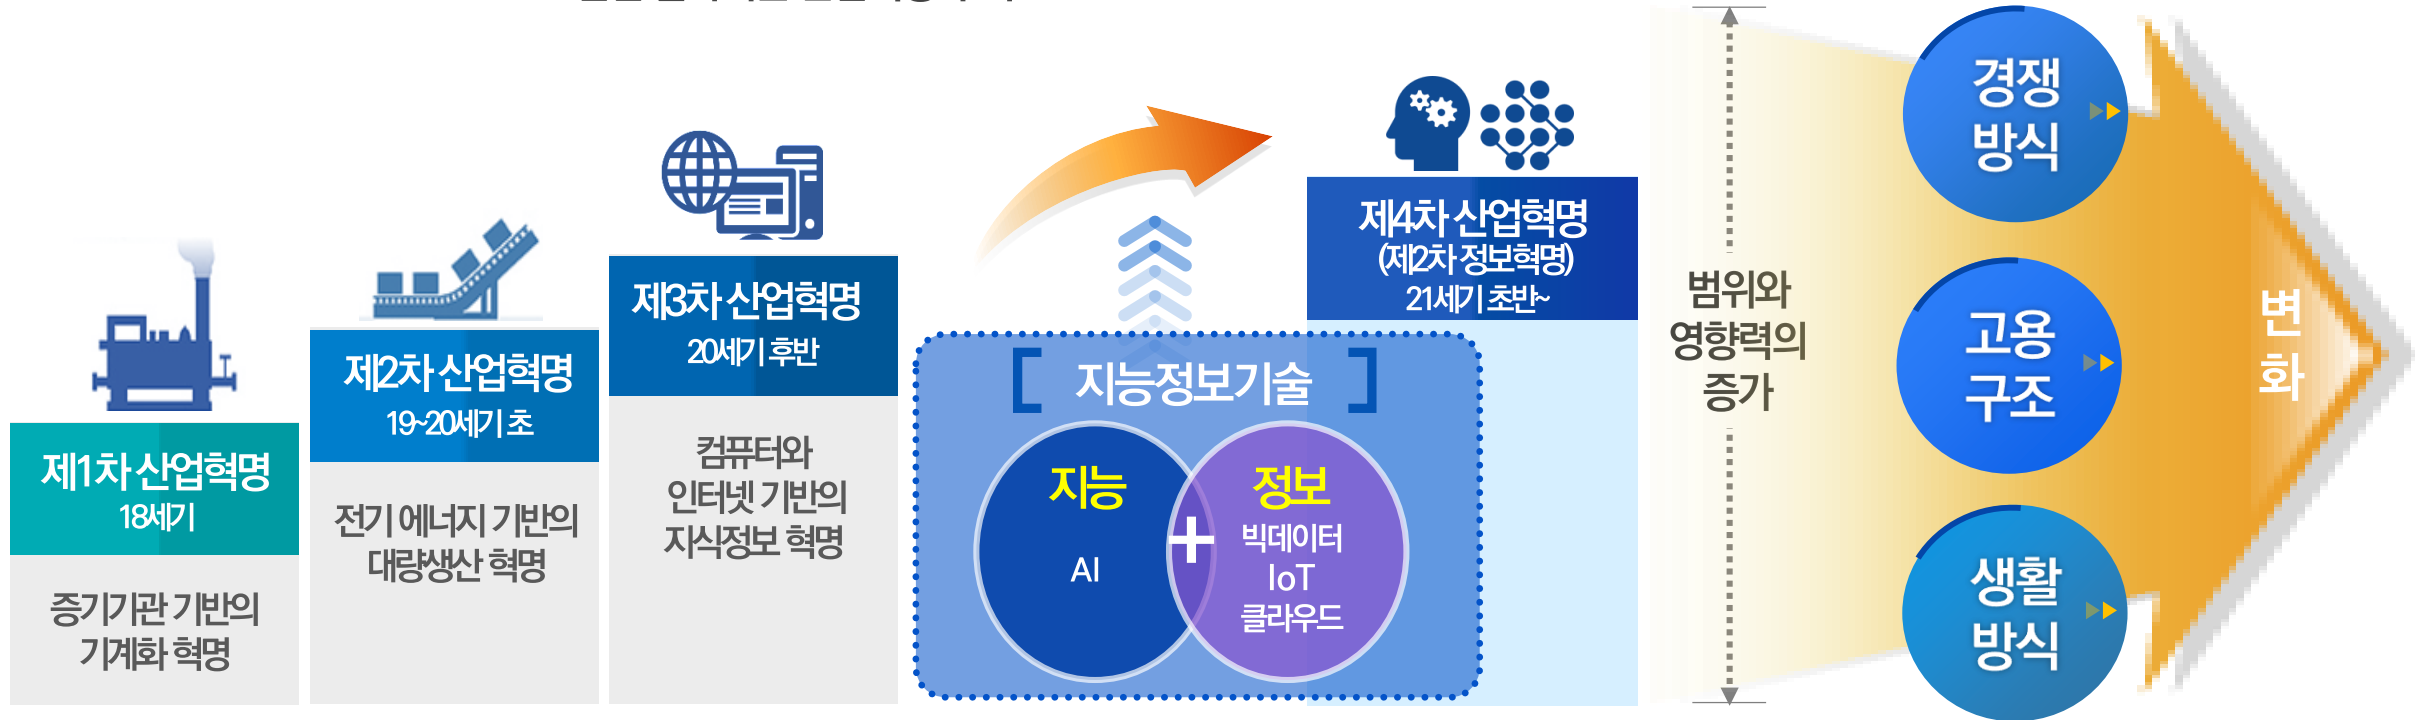 제1차 산업혁명
18세기
증기기관 기반의
기계화 혁명
제2차 산업혁명
19~20세기 초
전기 에너지 기반의
대량생산 혁명
제3차 산업혁명
20세기 후반
컴퓨터와
인터넷 기반의
지식정보 혁명
[ 지능정보기술 ]
지능
AI
+
정보
빅데이터
IoT
클라우드
제4차 산업혁명
(제2차 정보혁명)
21세기 초반~
범위와
영향력의
증가
경쟁
방식
고용
구조
생활
방식
변
화